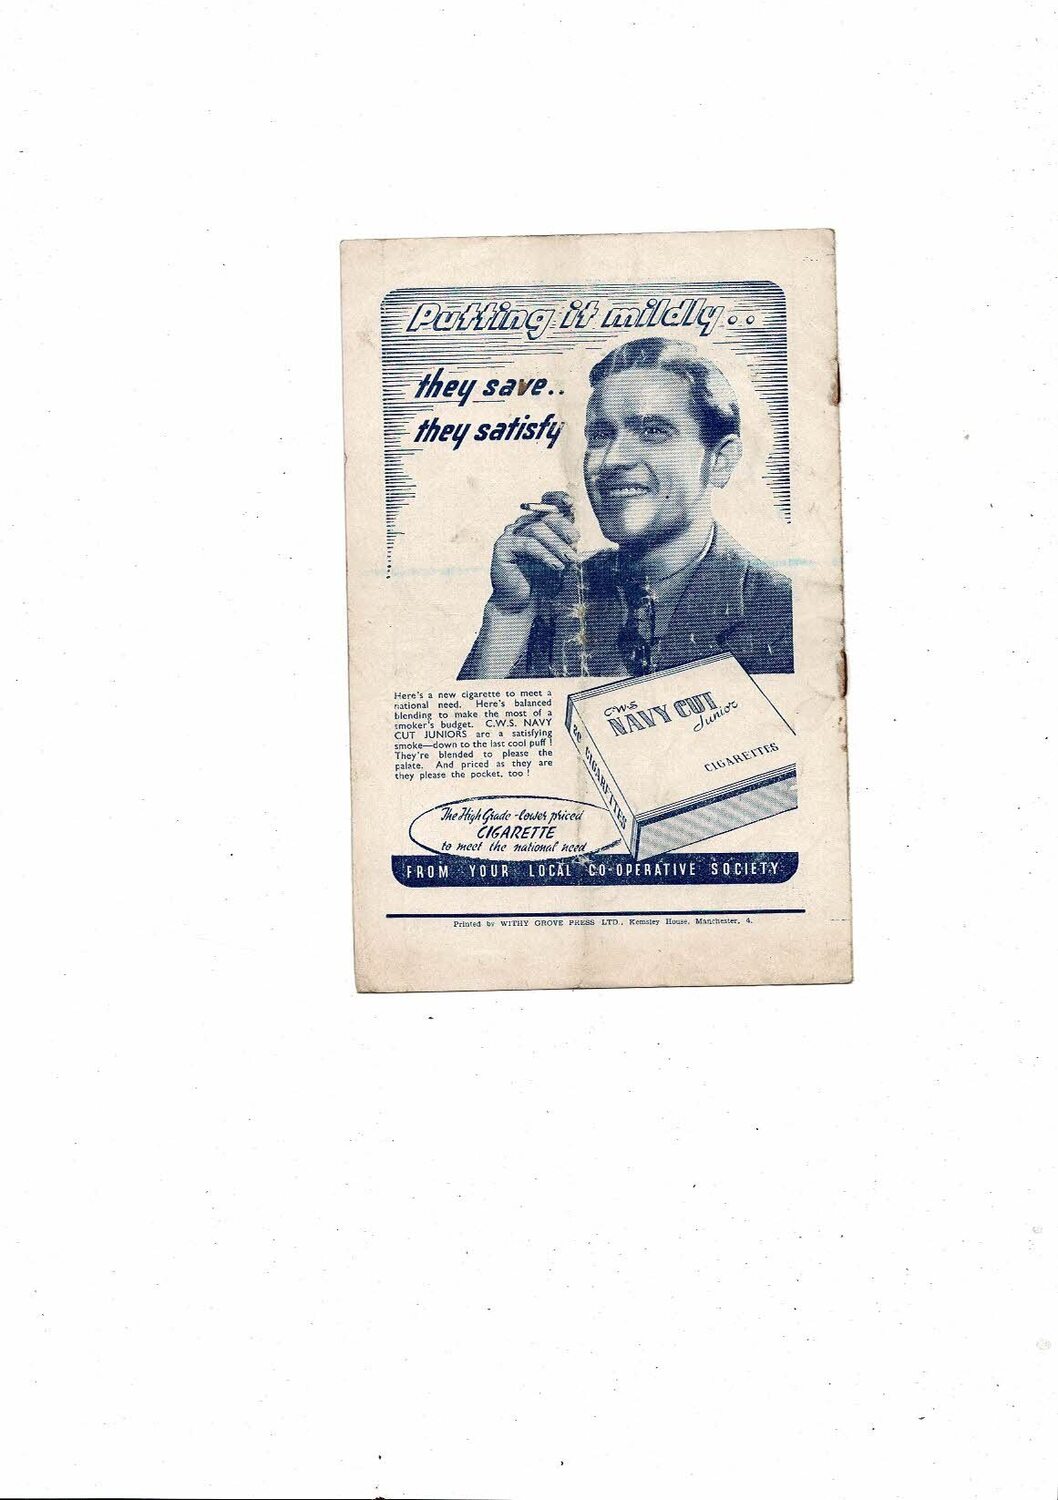 Putting it mildly . .
they save . .
they satisfy
Here's a new cigarette to meet a
national need. Here's balanced
blending to make the most of a
smoker's budget. C.W.S. NAVY
CUT JUNIORS are a satisfying
smoke—down to the last cool puff !
They're blended to please the
palate. And priced as they are
they please the pocket, too !
C.W.S
NAVY CUT
Junior
CIGARETTES
CIGARETTES
The High Grade - lower priced
CIGARETTE
to meet the national need
FROM YOUR LOCAL CO-OPERATIVE SOCIETY
Printed by WITHY GROVE PRESS LTD., Kemsley House, Manchester, 4.